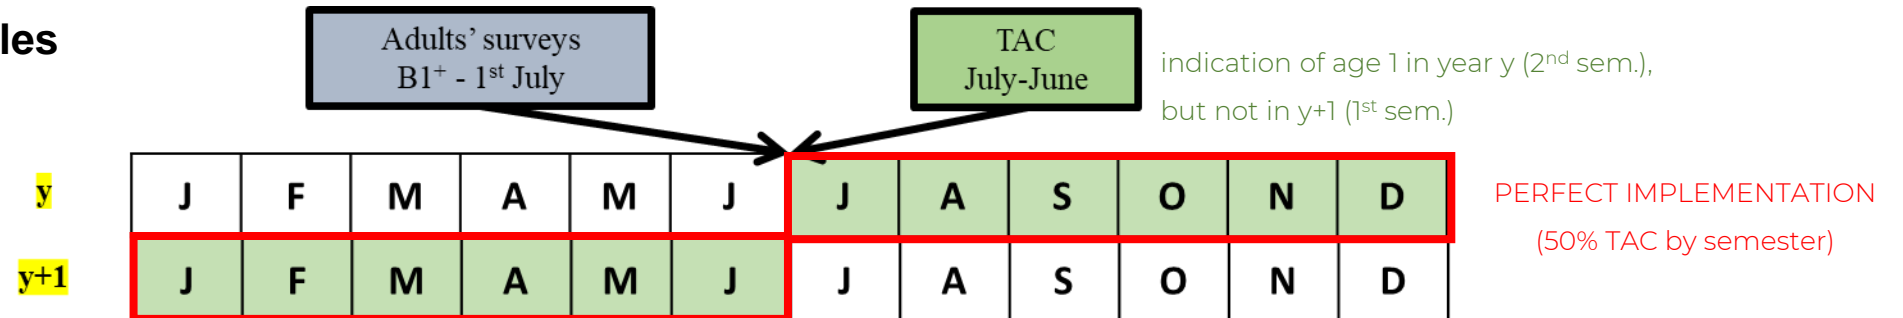 les
Adults' surveys
B1+ - 1st July
TAC
July-June
indication of age 1 in year y (2nd sem.),
but not in y+1 (1st sem.)
y J F M A M J J A S O N D
PERFECT IMPLEMENTATION
(50% TAC by semester)
y+1 J F M A M J J A S O N D